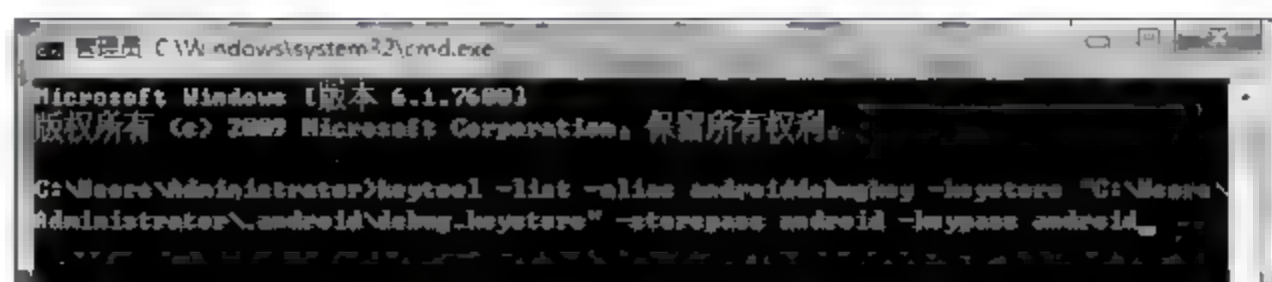 管理员 C:\Windows\system32\cmd.exe
Microsoft Windows [版本 6.1.7600]
版权所有 (c) 2009 Microsoft Corporation。保留所有权利。
C:\Users\Administrator>keytool -list -alias androiddebugkey -keystore "C:\Users\
Administrator\.android\debug.keystore" -storepass android -keypass android_